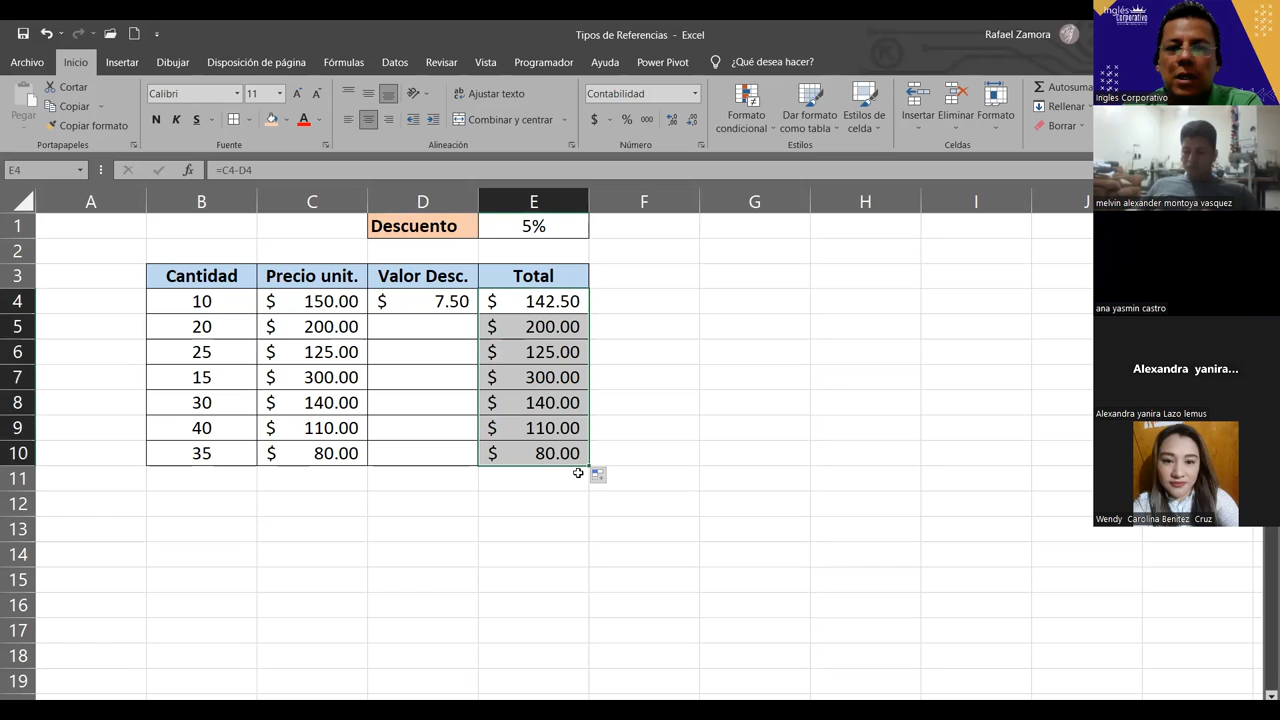 Tipos de Referencias - Excel
Rafael Zamora
Archivo Inicio Insertar Dibujar Disposición de página Fórmulas Datos Revisar Vista Programador Ayuda Power Pivot ¿Qué desea hacer?
Pegar
Cortar
Copiar
Copiar formato
Portapapeles
Calibri 11
N K S
Fuente
Ajustar texto
Combinar y centrar
Alineación
Contabilidad
$ % 000
Número
Formato condicional
Dar formato como tabla
Estilos de celda
Estilos
Insertar Eliminar Formato
Celdas
Autosuma
Rellenar
Borrar
E4 fx =C4-D4
A B C D E F G H I J
1 Descuento 5%
2
3 Cantidad Precio unit. Valor Desc. Total
4 10 $ 150.00 $ 7.50 $ 142.50
5 20 $ 200.00 $ 200.00
6 25 $ 125.00 $ 125.00
7 15 $ 300.00 $ 300.00
8 30 $ 140.00 $ 140.00
9 40 $ 110.00 $ 110.00
10 35 $ 80.00 $ 80.00
11
12
13
14
15
16
17
18
19
Inglés
Corporativo
Ingles Corporativo
melvin alexander montoya vasquez
ana yasmin castro
Alexandra yanira...
Alexandra yanira Lazo lemus
Wendy Carolina Benitez Cruz